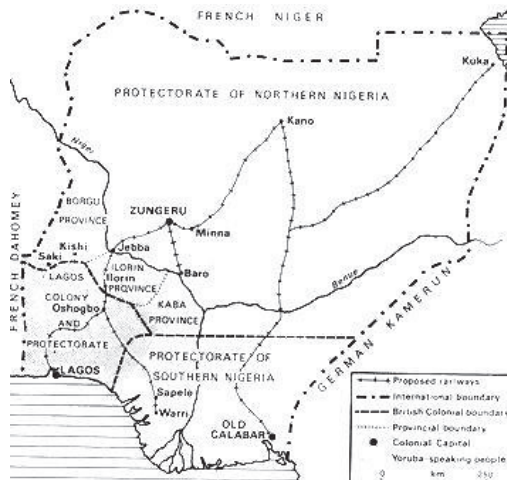 FRENCH NIGER
Kuka
PROTECTORATE OF NORTHERN NIGERIA
Kano
Niger
BORGU
PROVINCE
ZUNGERU
Minna
FRENCH DAHOMEY
Kishi
Saki
Jebba
LAGOS
ILORIN
Ilorin
PROVINCE
Baro
Benue
COLONY
Oshogbo
AND
PROTECTORATE
KABA
PROVINCE
GERMAN KAMERUN
PROTECTORATE OF
SOUTHERN NIGERIA
LAGOS
Sapele
Warri
OLD
CALABAR
Proposed railways
International boundary
British Colonial boundary
Provincial boundary
Colonial Capital
Yoruba-speaking people
0 km 250